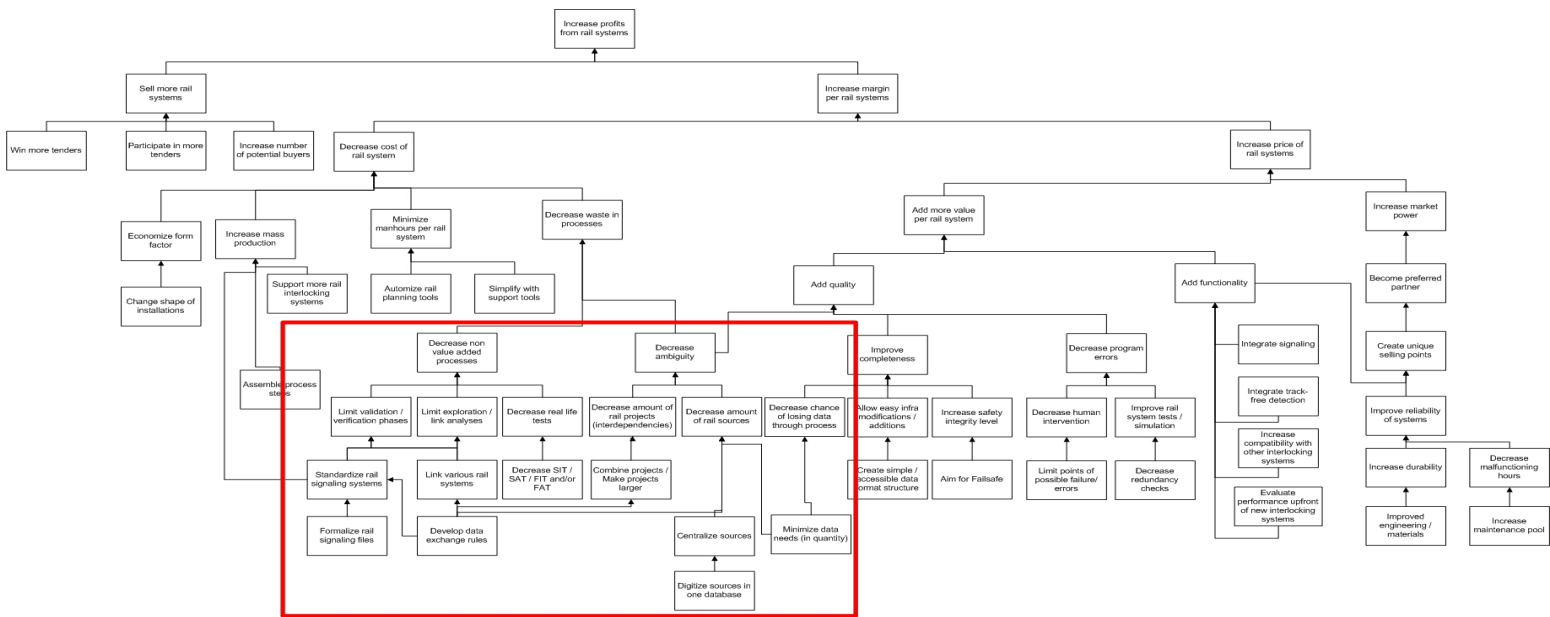 Increase profits
from rail systems
Sell more rail
systems
Increase margin
per rail systems
Win more tenders
Participate in more
tenders
Increase number
of potential buyers
Decrease cost of
rail system
Increase price of
rail systems
Economize form
factor
Increase mass
production
Minimize
manhours per rail
system
Decrease waste in
processes
Add more value
per rail system
Increase market
power
Change shape of
installations
Support more rail
interlocking
systems
Automize rail
planning tools
Simplify with
support tools
Add quality
Add functionality
Become preferred
partner
Assemble process
steps
Decrease non
value added
processes
Decrease
ambiguity
Improve
completeness
Decrease program
errors
Integrate signaling
Create unique
selling points
Limit validation /
verification phases
Limit exploration /
link analyses
Decrease real life
tests
Decrease amount of
rail projects
(interdependencies)
Decrease amount
of rail sources
Decrease chance
of losing data
through process
Allow easy infra
modifications /
additions
Increase safety
integrity level
Decrease human
intervention
Improve rail
system tests /
simulation
Integrate track-
free detection
Improve reliability
of systems
Standardize rail
signaling systems
Link various rail
systems
Decrease SIT /
SAT / FIT and/or
FAT
Combine projects /
Make projects
larger
Create simple /
accessible data
format structure
Aim for Failsafe
Limit points of
possible failure/
errors
Decrease
redundancy
checks
Increase
compatibility with
other interlocking
systems
Increase durability
Decrease
malfunctioning
hours
Formalize rail
signaling files
Develop data
exchange rules
Centralize sources
Minimize data
needs (in quantity)
Evaluate
performance upfront
of new interlocking
systems
Improved
engineering /
materials
Increase
maintenance pool
Digitize sources in
one database